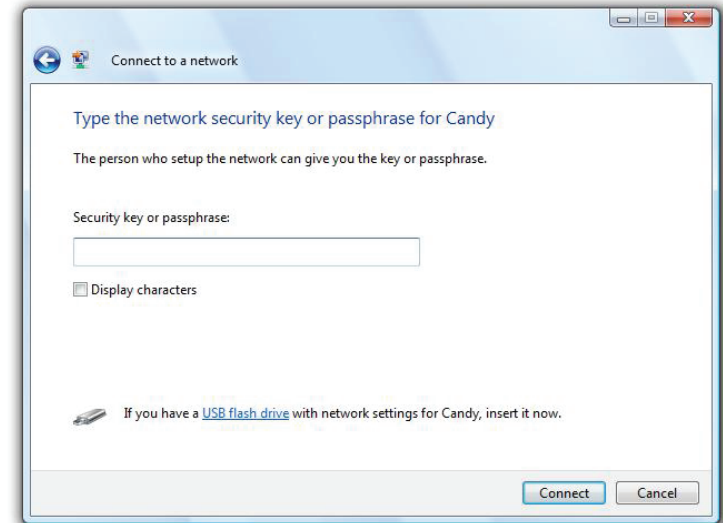 Connect to a network
Type the network security key or passphrase for Candy
The person who setup the network can give you the key or passphrase.
Security key or passphrase:
Display characters
If you have a USB flash drive with network settings for Candy, insert it now.
Connect
Cancel